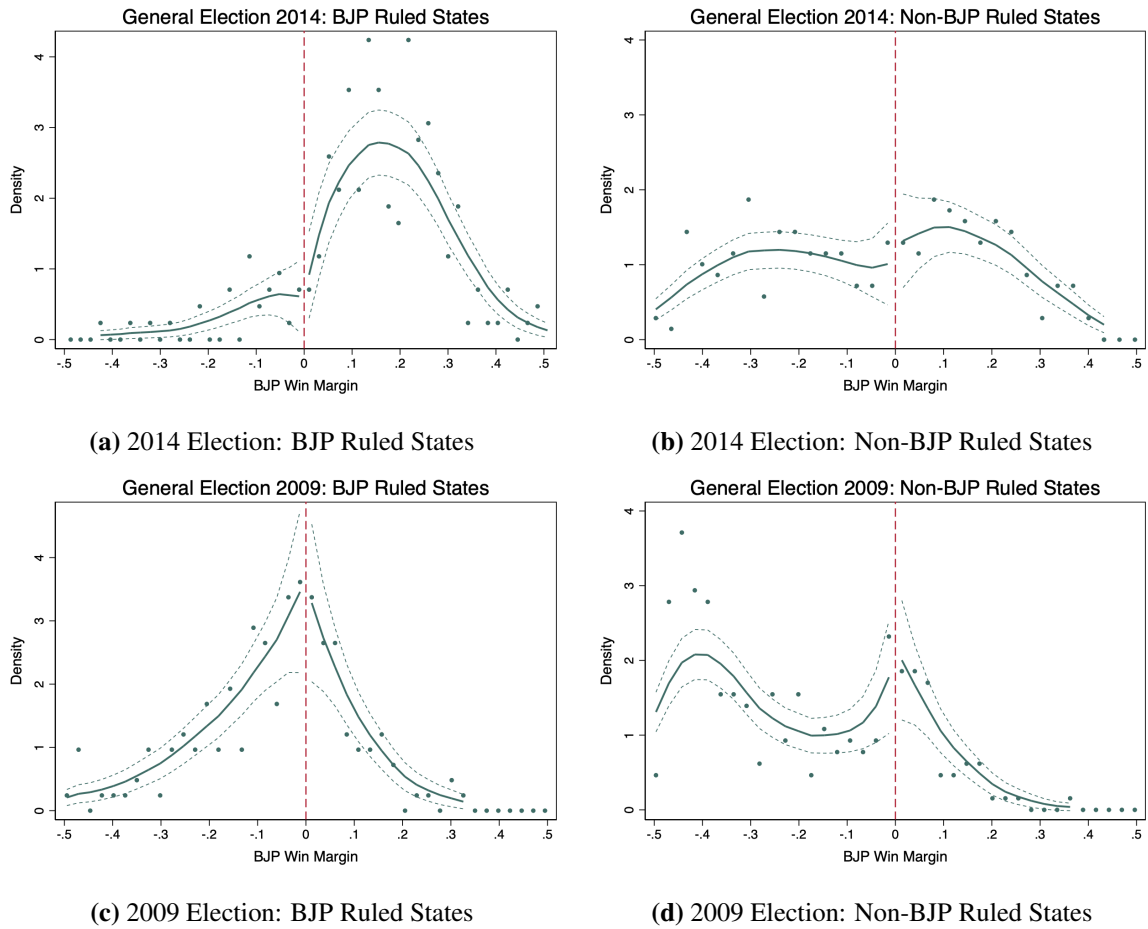 General Election 2014: BJP Ruled States
Density
4
3
2
1
0
-.5 -.4 -.3 -.2 -.1 0 .1 .2 .3 .4 .5
BJP Win Margin
(a) 2014 Election: BJP Ruled States
General Election 2014: Non-BJP Ruled States
Density
4
3
2
1
0
-.5 -.4 -.3 -.2 -.1 0 .1 .2 .3 .4 .5
BJP Win Margin
(b) 2014 Election: Non-BJP Ruled States
General Election 2009: BJP Ruled States
Density
4
3
2
1
0
-.5 -.4 -.3 -.2 -.1 0 .1 .2 .3 .4 .5
BJP Win Margin
(c) 2009 Election: BJP Ruled States
General Election 2009: Non-BJP Ruled States
Density
4
3
2
1
0
-.5 -.4 -.3 -.2 -.1 0 .1 .2 .3 .4 .5
BJP Win Margin
(d) 2009 Election: Non-BJP Ruled States